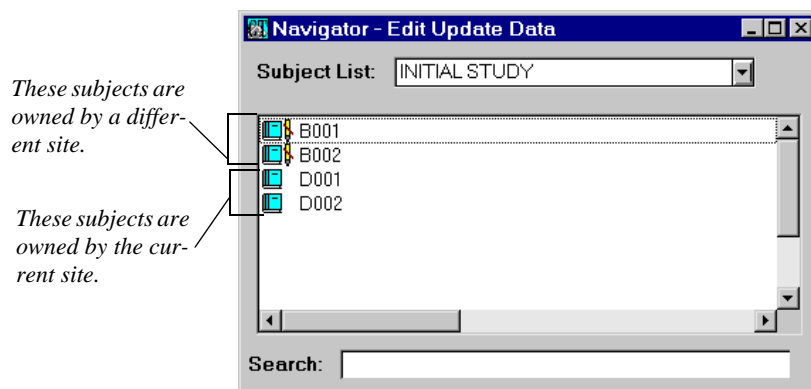 Navigator - Edit Update Data
Subject List: INITIAL STUDY
These subjects are
owned by a differ-
ent site.
B001
B002
D001
D002
These subjects are
owned by the cur-
rent site.
Search: